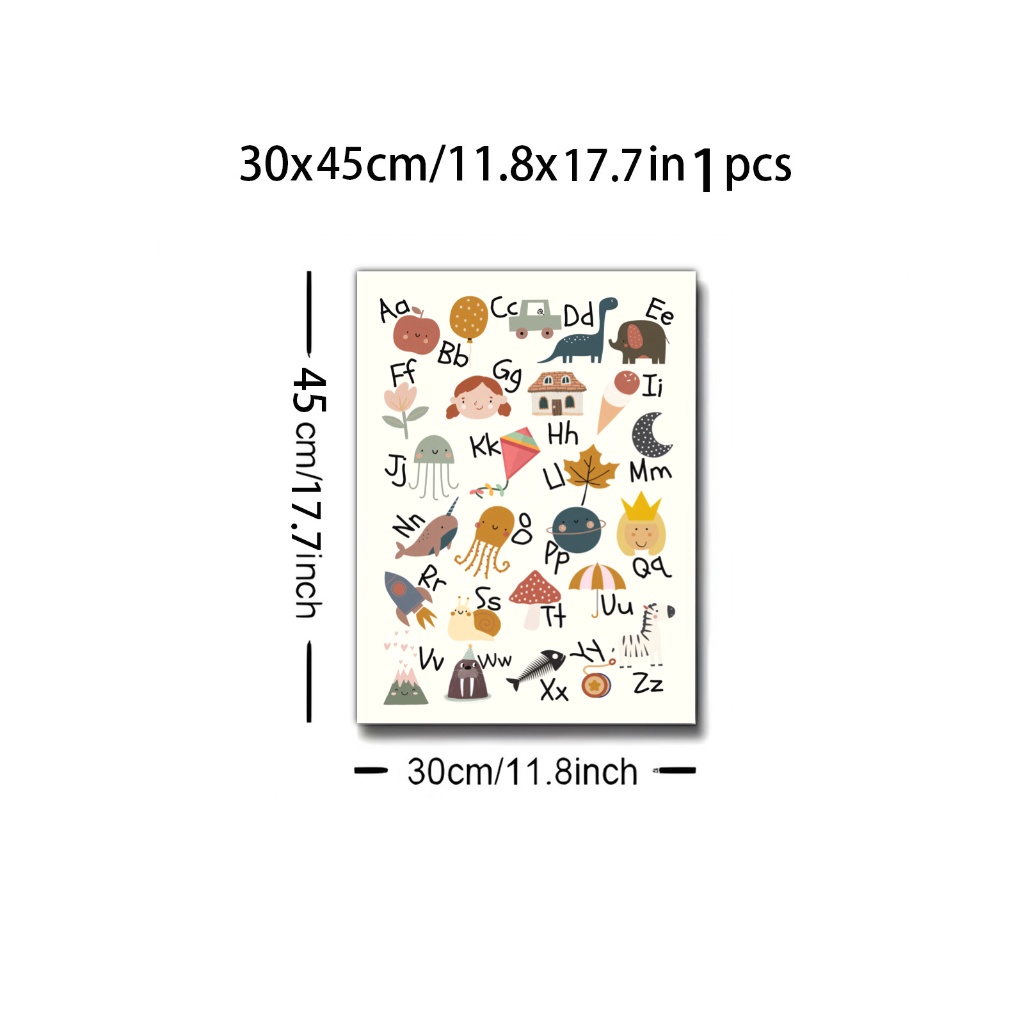 30x45cm/11.8x17.7in 1 pcs
45 cm/17.7inch
Aa
Bb
Cc
Dd
Ee
Ff
Gg
Hh
Ii
Jj
Kk
Ll
Mm
Nn
Oo
Pp
Qq
Rr
Ss
Tt
Uu
Vv
Ww
Xx
Yy
Zz
30cm/11.8inch